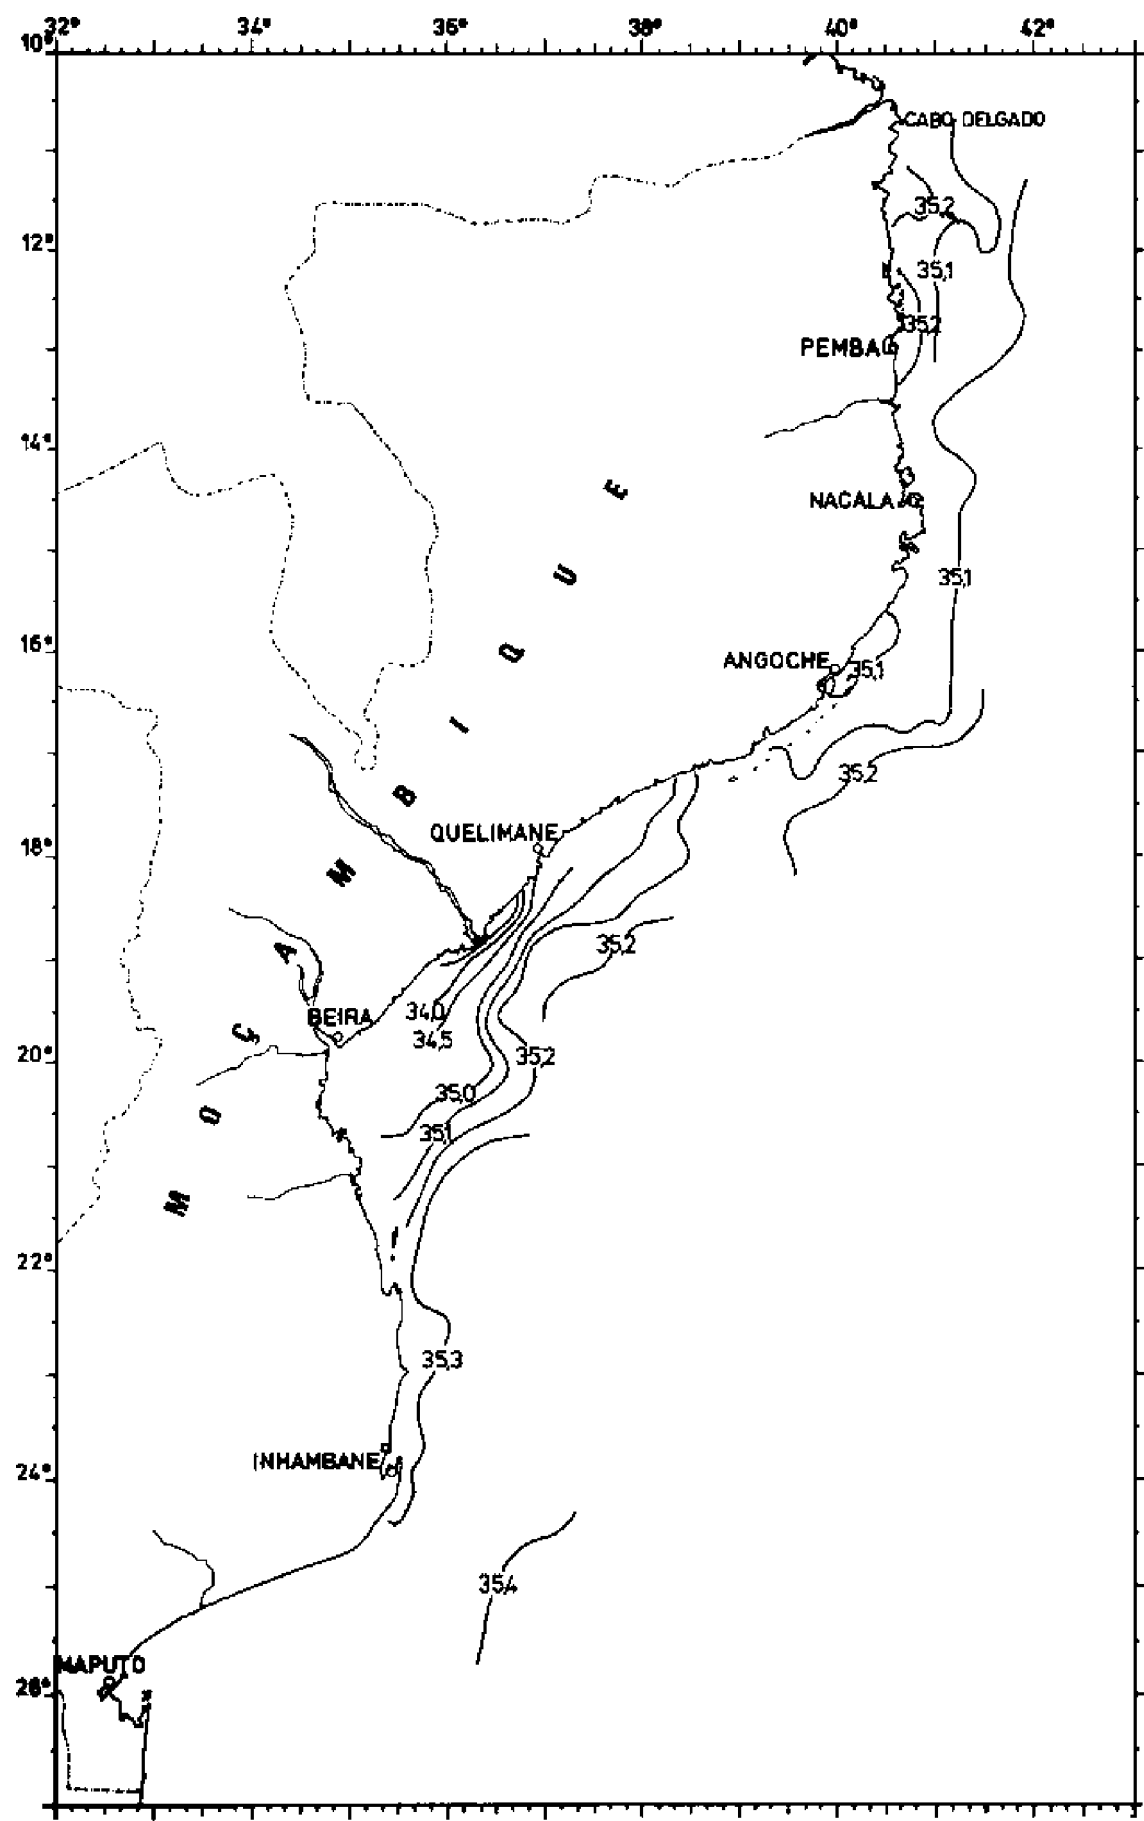 32° 34° 36° 38° 40° 42°
10°
CABO DELGADO
35,2
12°
35,1
35,2
PEMBA
14°
NACALA
35,1
16°
ANGOCHE
35,1
35,2
QUELIMANE
18°
35,2
34,0
BEIRA
34,5
35,2
20°
35,0
35,1
MOÇAMBIQUE
22°
35,3
INHAMBANE
24°
35,4
MAPUTO
26°